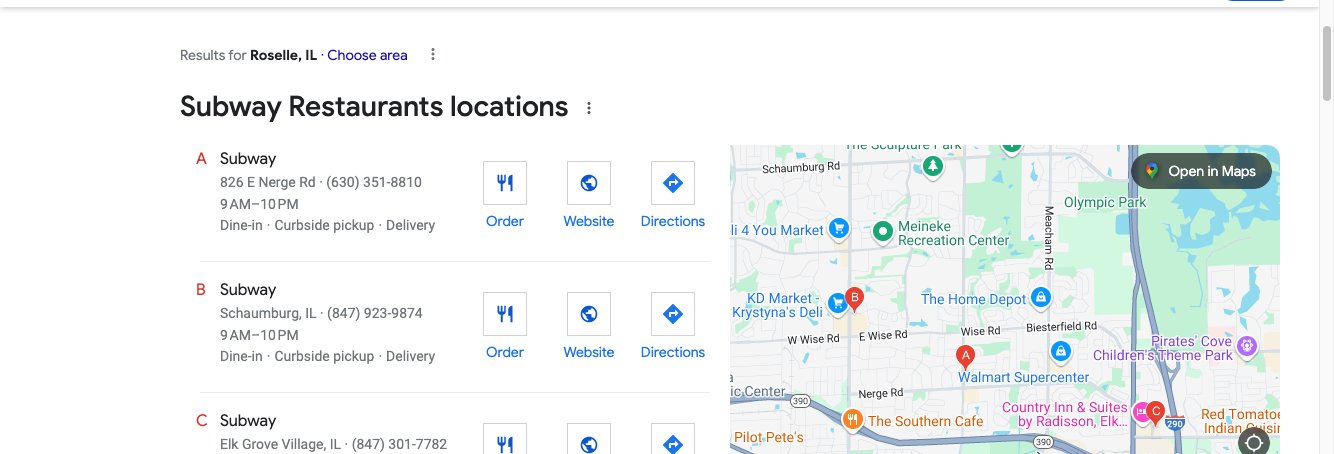 Results for Roselle, IL · Choose area
Subway Restaurants locations
A Subway
826 E Nerge Rd · (630) 351-8810
9 AM–10 PM
Dine-in · Curbside pickup · Delivery
Order
Website
Directions
B Subway
Schaumburg, IL · (847) 923-9874
9 AM–10 PM
Dine-in · Curbside pickup · Delivery
Order
Website
Directions
C Subway
Elk Grove Village, IL · (847) 301-7782
The Sculpture Park
Schaumburg Rd
Open in Maps
Olympic Park
li 4 You Market
Meineke
Recreation Center
Meacham Rd
KD Market -
Krystyna's Deli
B
The Home Depot
Wise Rd
Biesterfield Rd
W Wise Rd
E Wise Rd
A
Pirates' Cove
Children's Theme Park
Walmart Supercenter
a
ic Center
390
Nerge Rd
Country Inn & Suites
by Radisson, Elk...
C
290
Red Tomato
Indian Cuisin
The Southern Cafe
Pilot Pete's
390